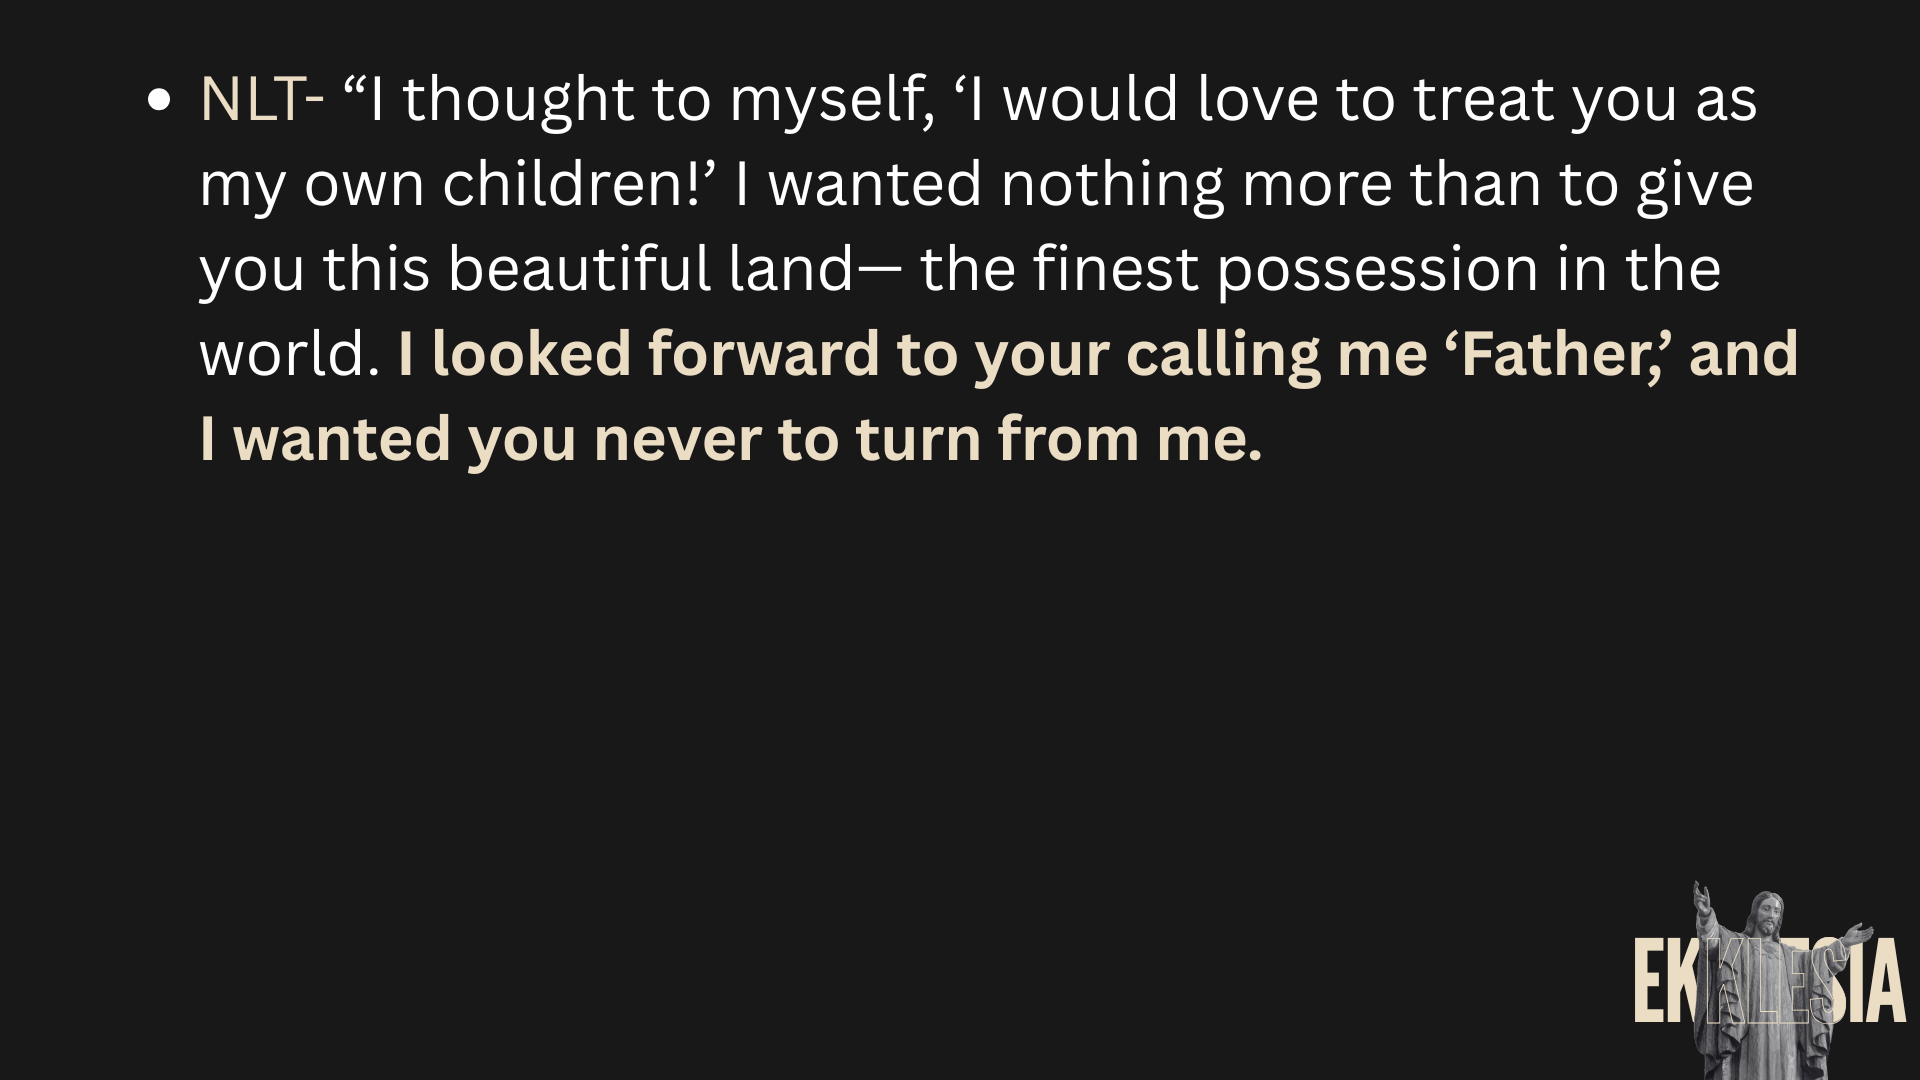 • NLT- “I thought to myself, ‘I would love to treat you as
my own children!’ I wanted nothing more than to give
you this beautiful land— the finest possession in the
world. I looked forward to your calling me ‘Father,’ and
I wanted you never to turn from me.
EKKLESIA